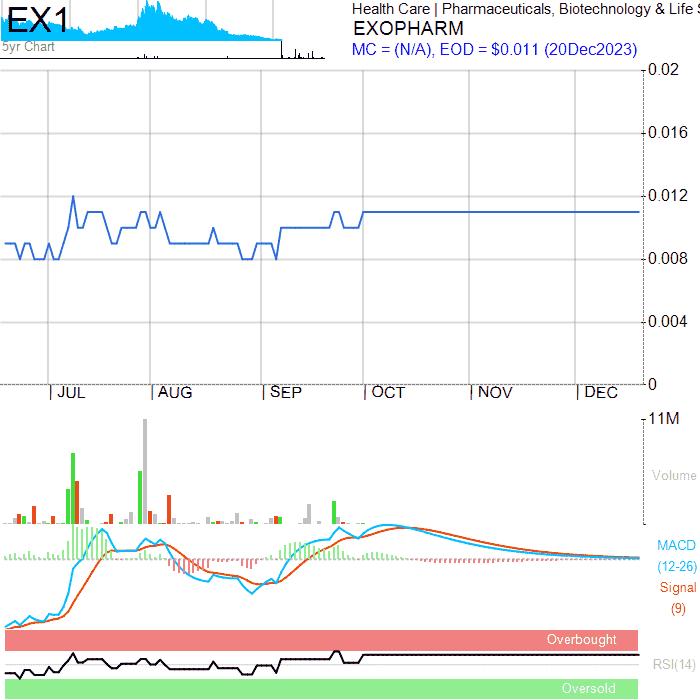 EX1
5yr Chart
Health Care | Pharmaceuticals, Biotechnology & Life S
EXOPHARM
MC = (N/A), EOD = $0.011 (20Dec2023)
0.02
0.016
0.012
0.008
0.004
0
JUL AUG SEP OCT NOV DEC
11M
Volume
MACD
(12-26)
Signal
(9)
Overbought
RSI(14)
Oversold